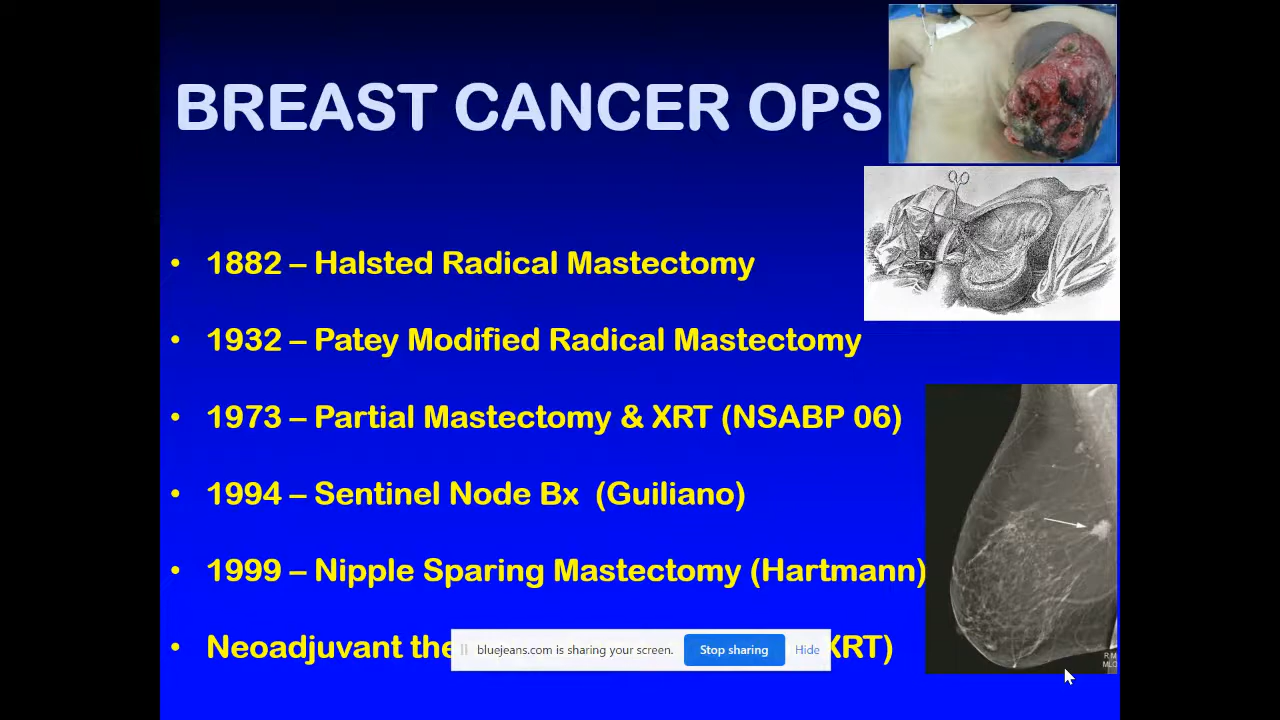 BREAST CANCER OPS
• 1882 – Halsted Radical Mastectomy
• 1932 – Patey Modified Radical Mastectomy
• 1973 – Partial Mastectomy & XRT (NSABP 06)
• 1994 – Sentinel Node Bx (Guiliano)
• 1999 – Nipple Sparing Mastectomy (Hartmann)
• Neoadjuvant the XRT)
bluejeans.com is sharing your screen. Stop sharing Hide